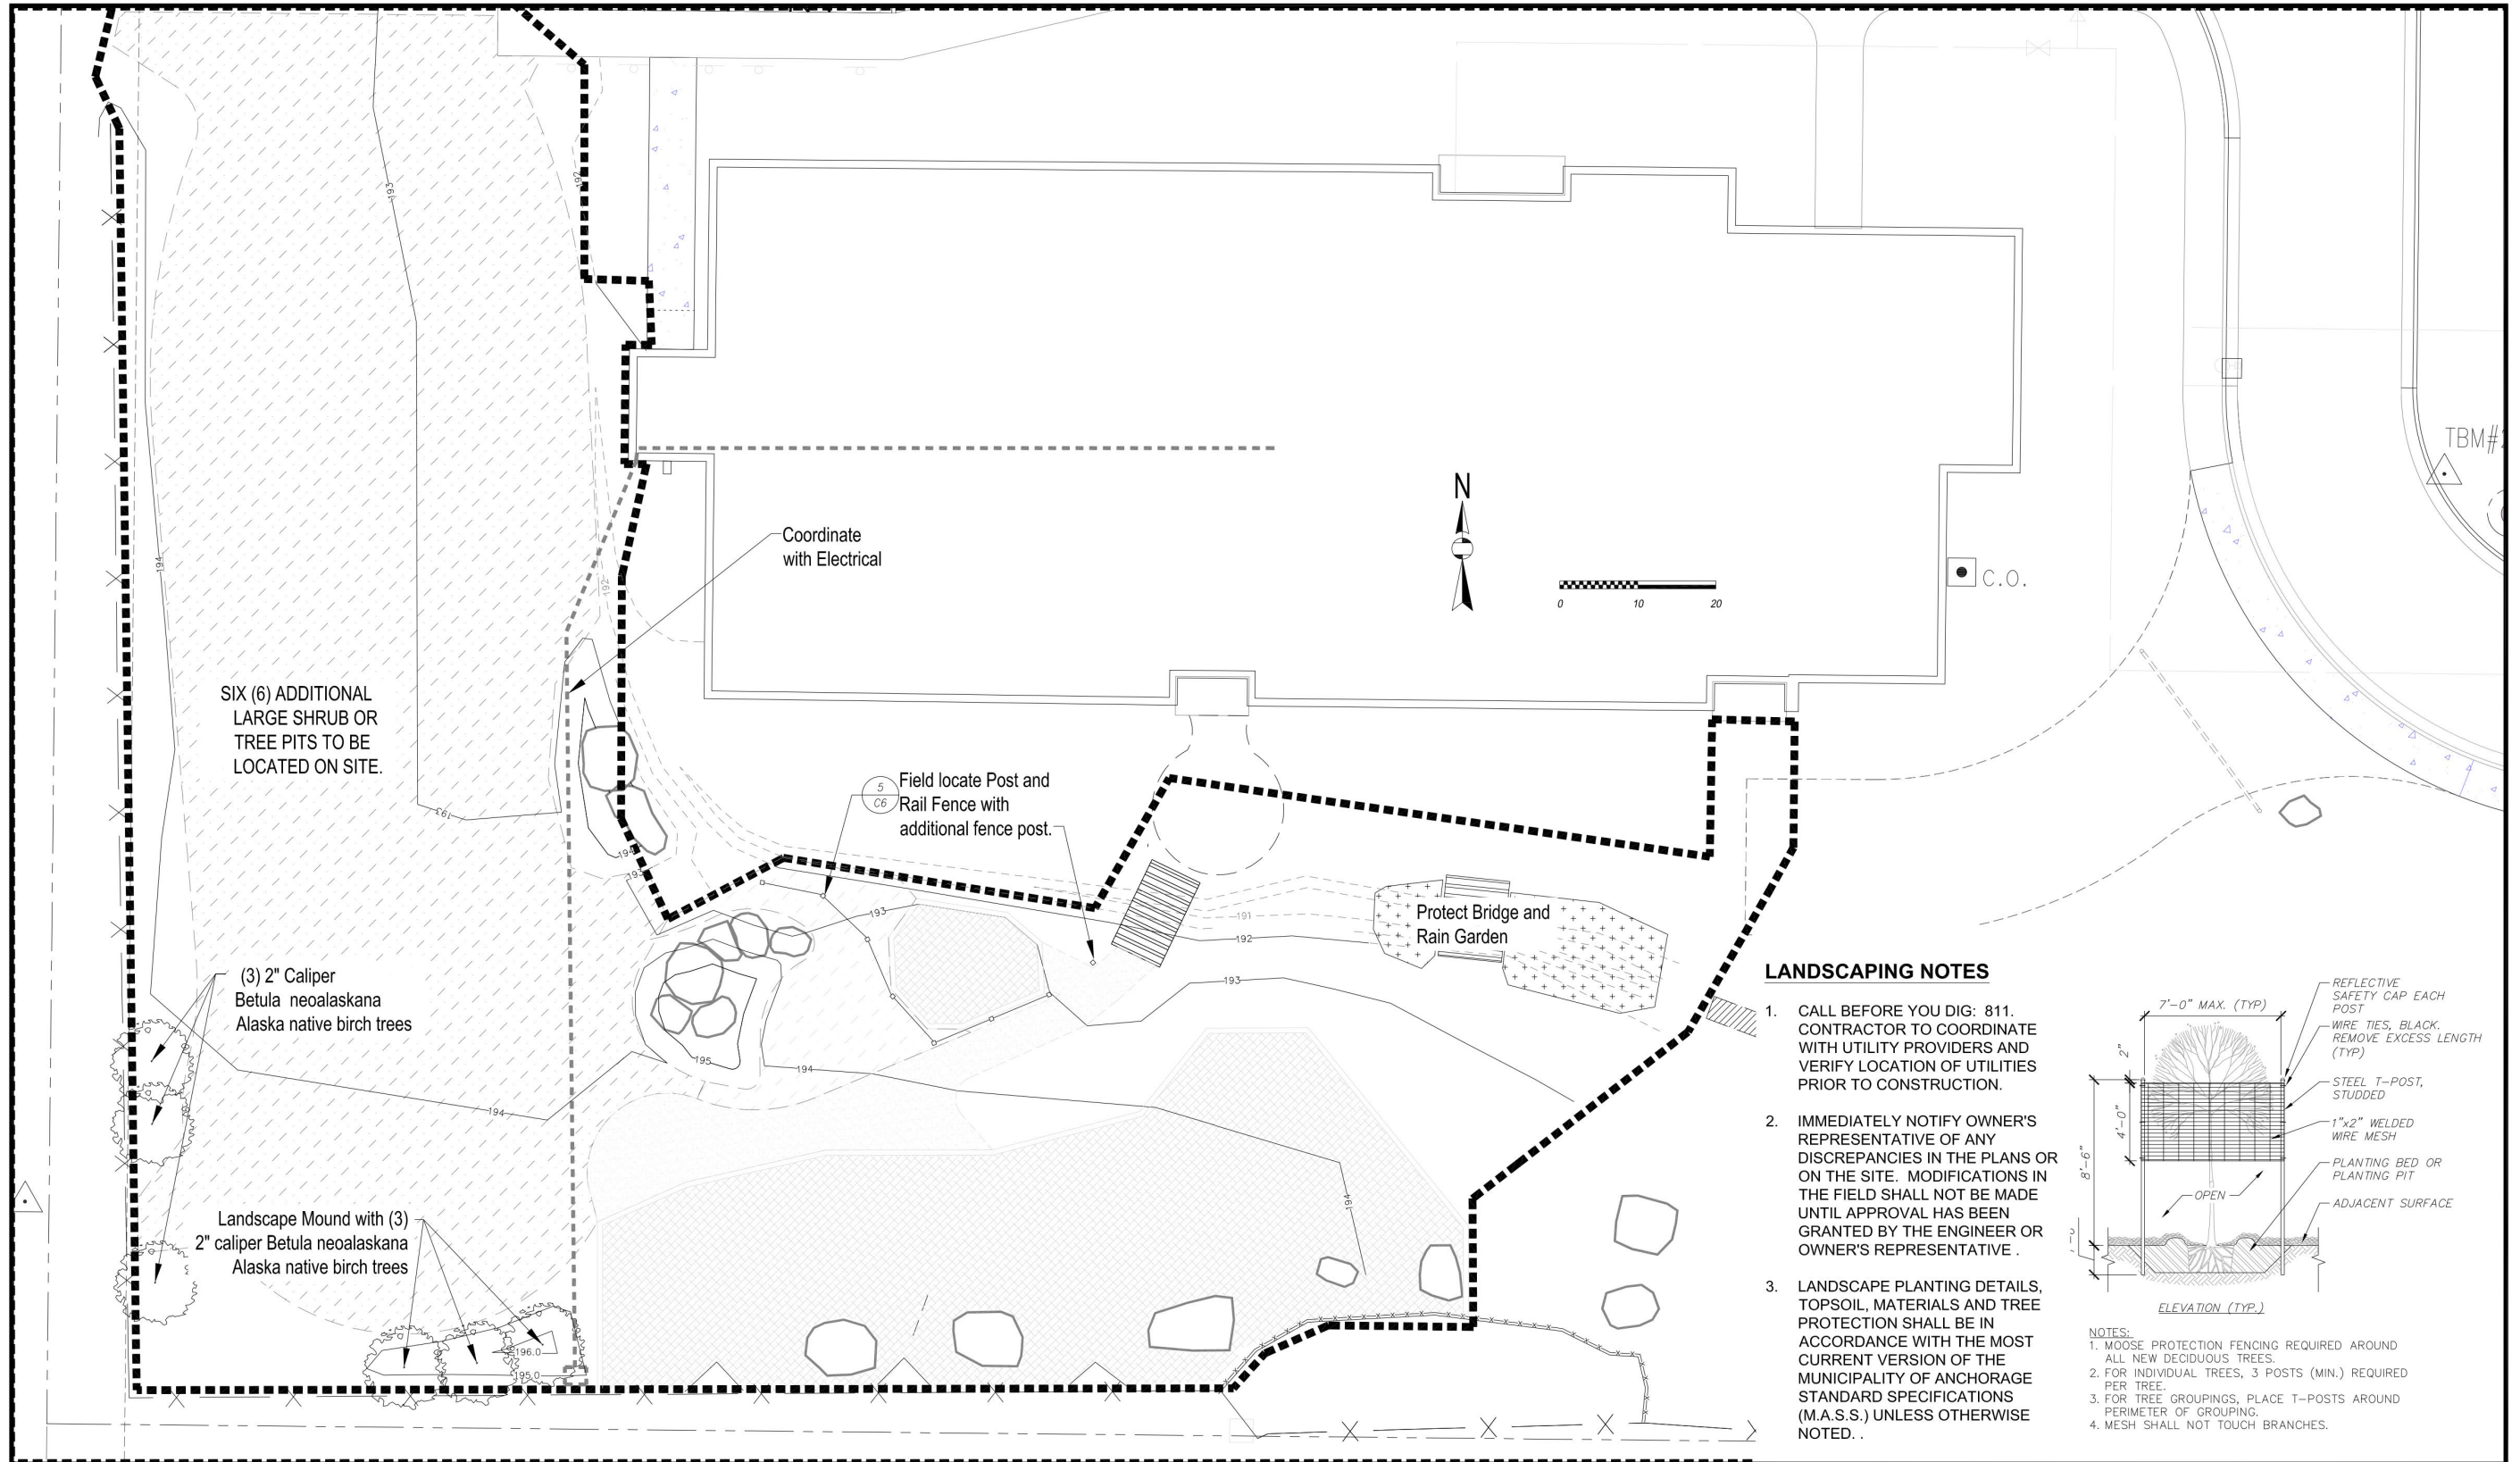 193
192
194
192
N
0 10 20
TBM#
C.O.
Coordinate
with Electrical
SIX (6) ADDITIONAL
LARGE SHRUB OR
TREE PITS TO BE
LOCATED ON SITE.
193
194
193
5
C6
Field locate Post and
Rail Fence with
additional fence post.
193
191
192
193
Protect Bridge and
Rain Garden
(3) 2" Caliper
Betula neoalaskana
Alaska native birch trees
195
194
194
194
Landscape Mound with (3)
2" caliper Betula neoalaskana
Alaska native birch trees
196.0
195.0
LANDSCAPING NOTES
1. CALL BEFORE YOU DIG: 811.
CONTRACTOR TO COORDINATE
WITH UTILITY PROVIDERS AND
VERIFY LOCATION OF UTILITIES
PRIOR TO CONSTRUCTION.
2. IMMEDIATELY NOTIFY OWNER'S
REPRESENTATIVE OF ANY
DISCREPANCIES IN THE PLANS OR
ON THE SITE. MODIFICATIONS IN
THE FIELD SHALL NOT BE MADE
UNTIL APPROVAL HAS BEEN
GRANTED BY THE ENGINEER OR
OWNER'S REPRESENTATIVE .
3. LANDSCAPE PLANTING DETAILS,
TOPSOIL, MATERIALS AND TREE
PROTECTION SHALL BE IN
ACCORDANCE WITH THE MOST
CURRENT VERSION OF THE
MUNICIPALITY OF ANCHORAGE
STANDARD SPECIFICATIONS
(M.A.S.S.) UNLESS OTHERWISE
NOTED. .
7'-0" MAX. (TYP)
2"
4'-0"
8'-6"
REFLECTIVE
SAFETY CAP EACH
POST
WIRE TIES, BLACK.
REMOVE EXCESS LENGTH
(TYP)
STEEL T-POST,
STUDDED
1"x2" WELDED
WIRE MESH
PLANTING BED OR
PLANTING PIT
OPEN
ADJACENT SURFACE
ELEVATION (TYP.)
NOTES:
1. MOOSE PROTECTION FENCING REQUIRED AROUND
ALL NEW DECIDUOUS TREES.
2. FOR INDIVIDUAL TREES, 3 POSTS (MIN.) REQUIRED
PER TREE.
3. FOR TREE GROUPINGS, PLACE T-POSTS AROUND
PERIMETER OF GROUPING.
4. MESH SHALL NOT TOUCH BRANCHES.